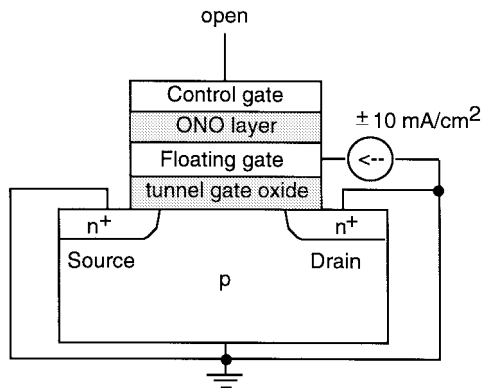 open
Control gate
ONO layer
± 10 mA/cm²
Floating gate
<--
tunnel gate oxide
n+ n+
Source Drain
p